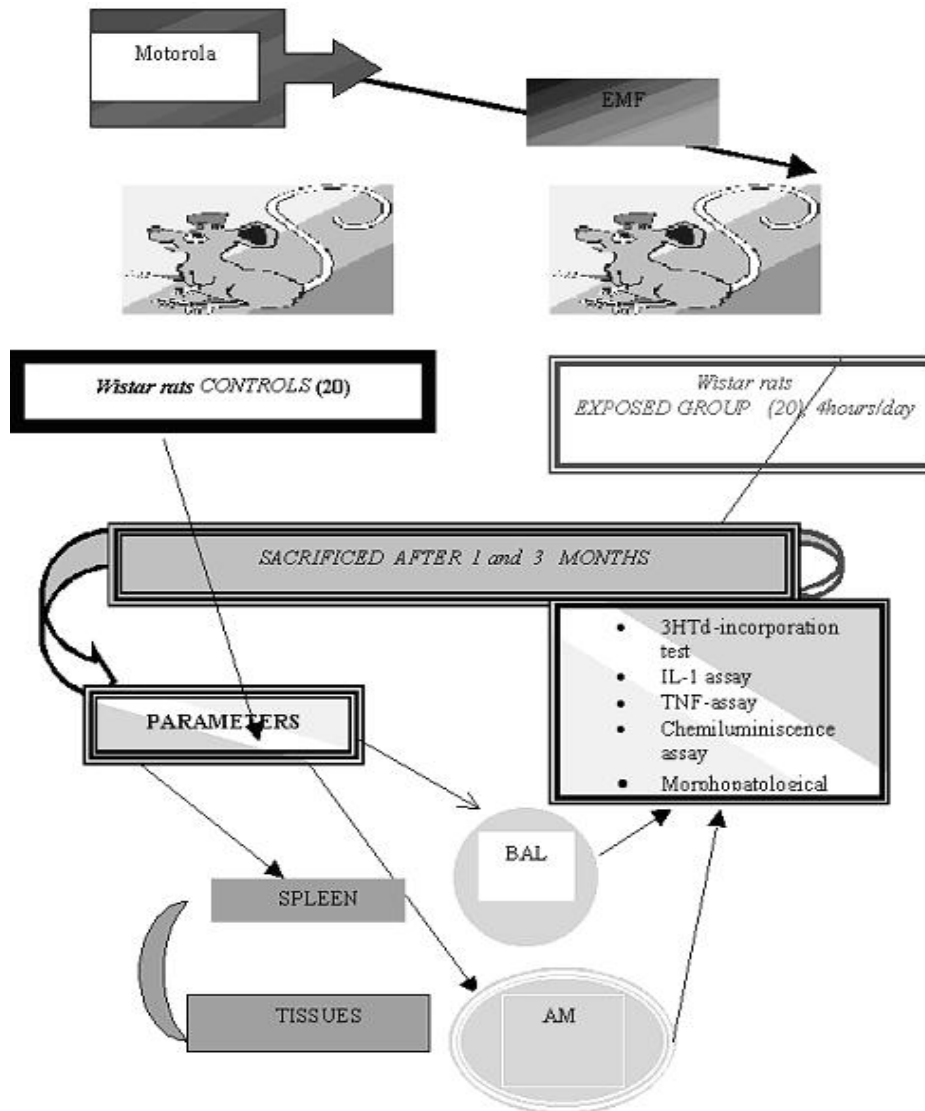 Motorola
EMF
Wistar rats CONTROLS (20)
Wistar rats
EXPOSED GROUP (20), 4hours/day
SACRIFICED AFTER 1 and 3 MONTHS
• 3HTd-incorporation
test
• IL-1 assay
• TNF-assay
• Chemiluminiscence
assay
• Morphopatological
PARAMETERS
BAL
SPLEEN
TISSUES
AM